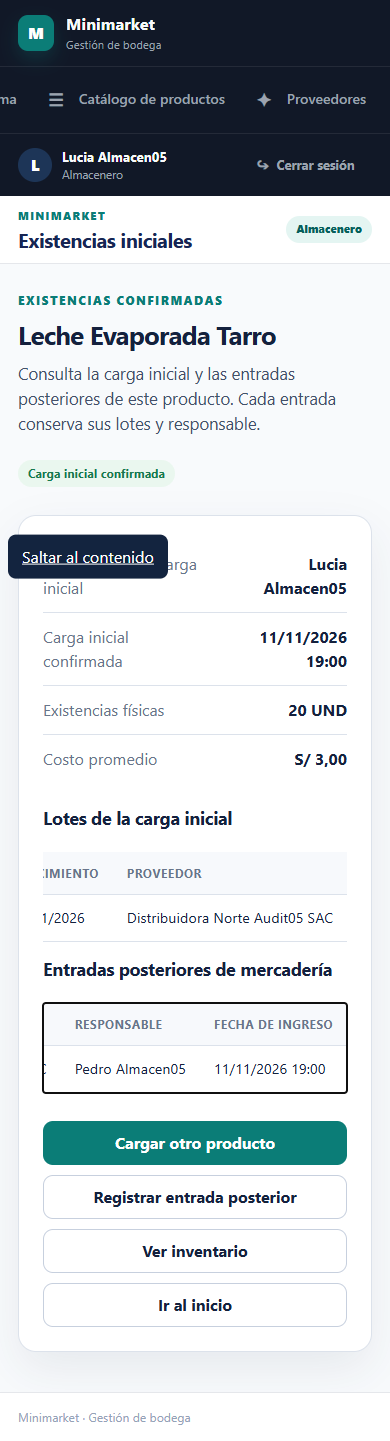 M
Minimarket
Gestión de bodega
ma
Catálogo de productos
Proveedores
L
Lucia Almacen05
Almacenero
Cerrar sesión
MINIMARKET
Existencias iniciales
Almacenero
EXISTENCIAS CONFIRMADAS
Leche Evaporada Tarro
Consulta la carga inicial y las entradas
posteriores de este producto. Cada entrada
conserva sus lotes y responsable.
Carga inicial confirmada
Saltar al contenido
arga
inicial
Lucia
Almacen05
Carga inicial
confirmada
11/11/2026
19:00
Existencias físicas
20 UND
Costo promedio
S/ 3,00
Lotes de la carga inicial
CIMIENTO
PROVEEDOR
1/2026
Distribuidora Norte Audit05 SAC
Entradas posteriores de mercadería
RESPONSABLE
FECHA DE INGRESO
Pedro Almacen05
11/11/2026 19:00
Cargar otro producto
Registrar entrada posterior
Ver inventario
Ir al inicio
Minimarket · Gestión de bodega